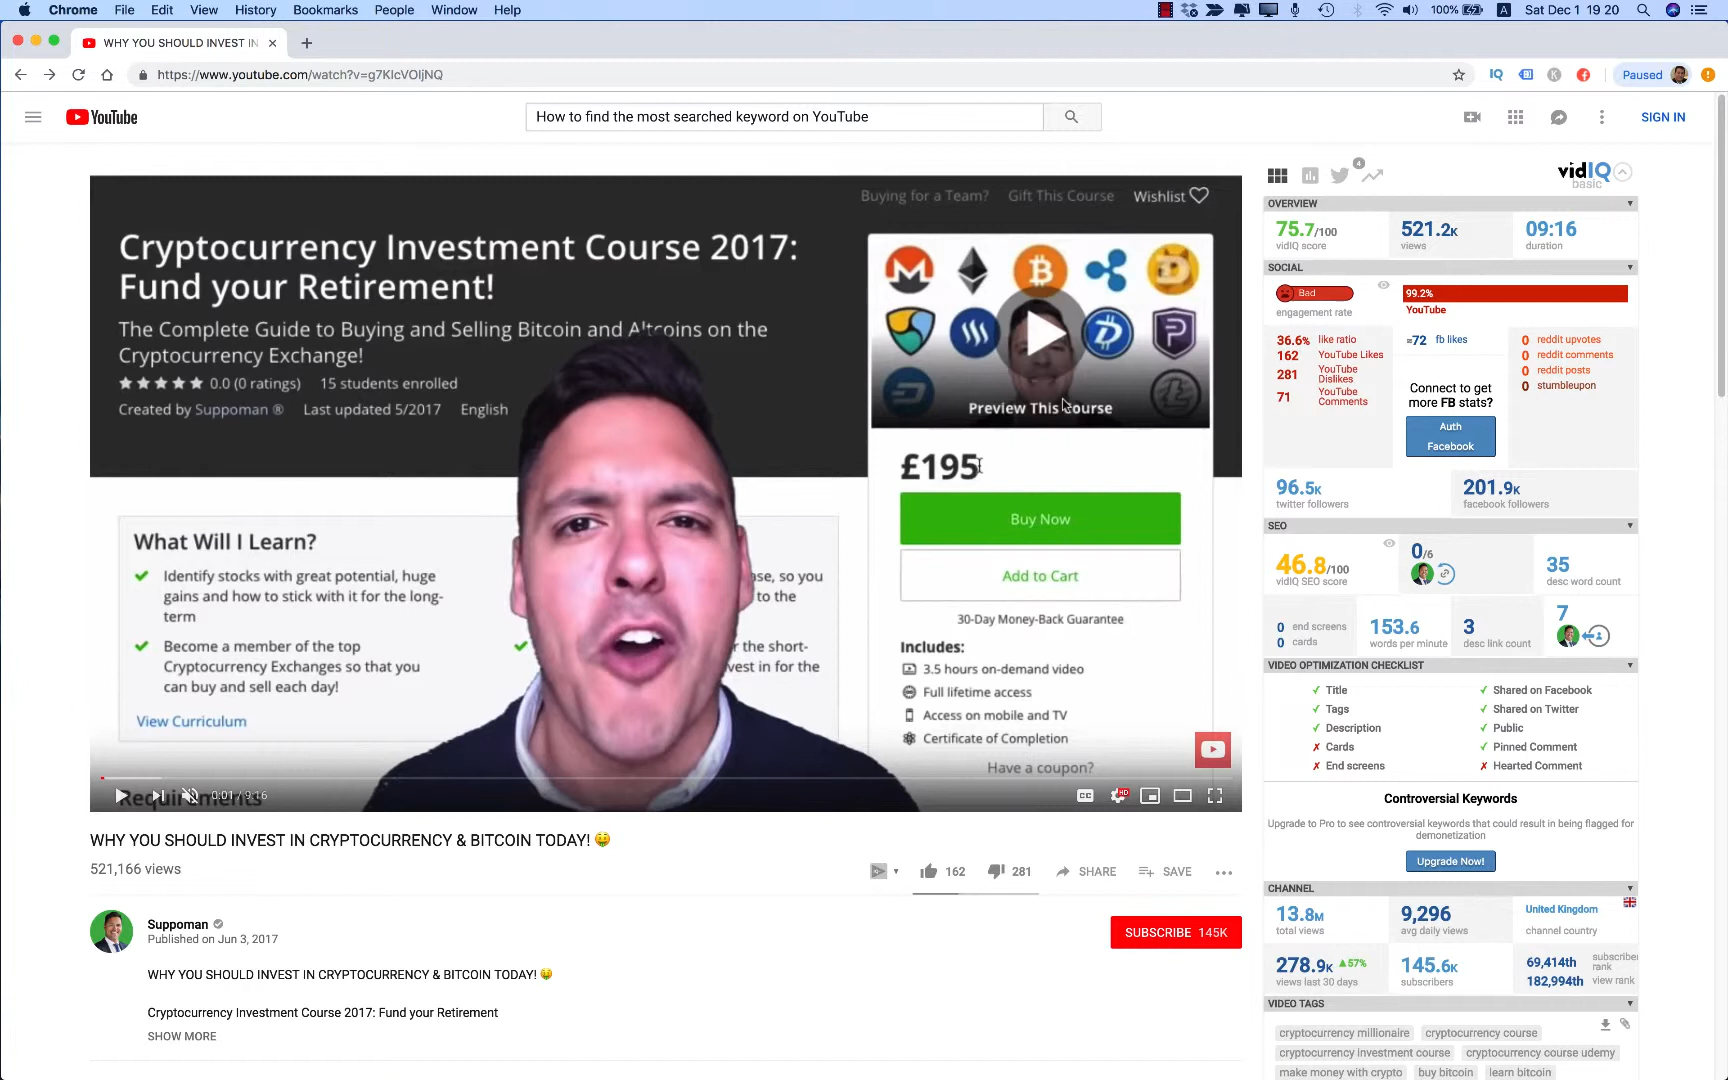 Chrome File Edit View History Bookmarks People Window Help
100% A Sat Dec 1 19 20
WHY YOU SHOULD INVEST IN
https://www.youtube.com/watch?v=g7KlcVOIjNQ
IQ K Paused
YouTube
How to find the most searched keyword on YouTube
SIGN IN
Buying for a Team? Gift This Course Wishlist
Cryptocurrency Investment Course 2017:
Fund your Retirement!
The Complete Guide to Buying and Selling Bitcoin and Altcoins on the
Cryptocurrency Exchange!
0.0 (0 ratings) 15 students enrolled
Created by Suppoman ® Last updated 5/2017 English
Preview This Course
£195
Buy Now
Add to Cart
30-Day Money-Back Guarantee
Includes:
3.5 hours on-demand video
Full lifetime access
Access on mobile and TV
Certificate of Completion
Have a coupon?
What Will I Learn?
Identify stocks with great potential, huge
gains and how to stick with it for the long-
term
Become a member of the top
Cryptocurrency Exchanges so that you
can buy and sell each day!
so you
to the
the short-
in for the
View Curriculum
Requirements
0:01 / 9:16
CC HD
WHY YOU SHOULD INVEST IN CRYPTOCURRENCY & BITCOIN TODAY! 🤑
521,166 views
162 281 SHARE SAVE
Suppoman
Published on Jun 3, 2017
SUBSCRIBE 145K
WHY YOU SHOULD INVEST IN CRYPTOCURRENCY & BITCOIN TODAY! 🤑
Cryptocurrency Investment Course 2017: Fund your Retirement
SHOW MORE
4
vidIQ
basic
OVERVIEW
75.7/100 521.2K 09:16
vidIQ score views duration
SOCIAL
Bad 99.2%
engagement rate YouTube
36.6% like ratio
162 YouTube Likes
281 YouTube Dislikes
71 YouTube Comments
≈72 fb likes
Connect to get
more FB stats?
Auth
Facebook
0 reddit upvotes
0 reddit comments
0 reddit posts
0 stumbleupon
96.5K 201.9K
twitter followers facebook followers
SEO
46.8/100 0/6 35
vidIQ SEO score desc word count
0 end screens
0 cards
153.6 3 7
words per minute desc link count
VIDEO OPTIMIZATION CHECKLIST
✓ Title ✓ Shared on Facebook
✓ Tags ✓ Shared on Twitter
✓ Description ✓ Public
✗ Cards ✓ Pinned Comment
✗ End screens ✗ Hearted Comment
Controversial Keywords
Upgrade to Pro to see controversial keywords that could result in being flagged for
demonetization
Upgrade Now!
CHANNEL
13.8M 9,296 United Kingdom
total views avg daily views channel country
278.9K ▲57% 145.6K
views last 30 days subscribers
69,414th rank
182,994th view rank
VIDEO TAGS
cryptocurrency millionaire cryptocurrency course
cryptocurrency investment course cryptocurrency course udemy
make money with crypto buy bitcoin learn bitcoin